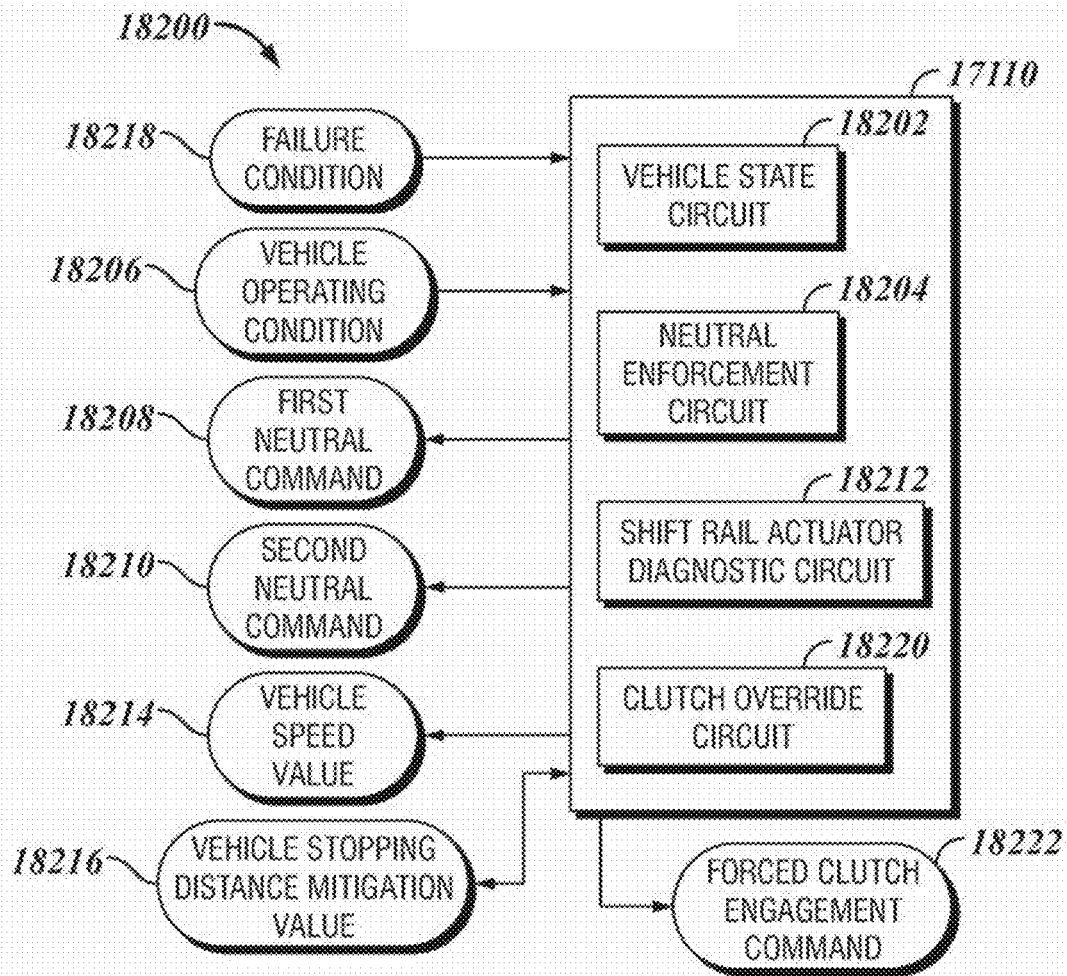 18200
17110
18218
FAILURE
CONDITION
18202
VEHICLE STATE
CIRCUIT
18206
VEHICLE
OPERATING
CONDITION
18204
NEUTRAL
ENFORCEMENT
CIRCUIT
18208
FIRST
NEUTRAL
COMMAND
18212
SHIFT RAIL ACTUATOR
DIAGNOSTIC CIRCUIT
18210
SECOND
NEUTRAL
COMMAND
18220
CLUTCH OVERRIDE
CIRCUIT
18214
VEHICLE
SPEED
VALUE
18216
VEHICLE STOPPING
DISTANCE MITIGATION
VALUE
18222
FORCED CLUTCH
ENGAGEMENT
COMMAND